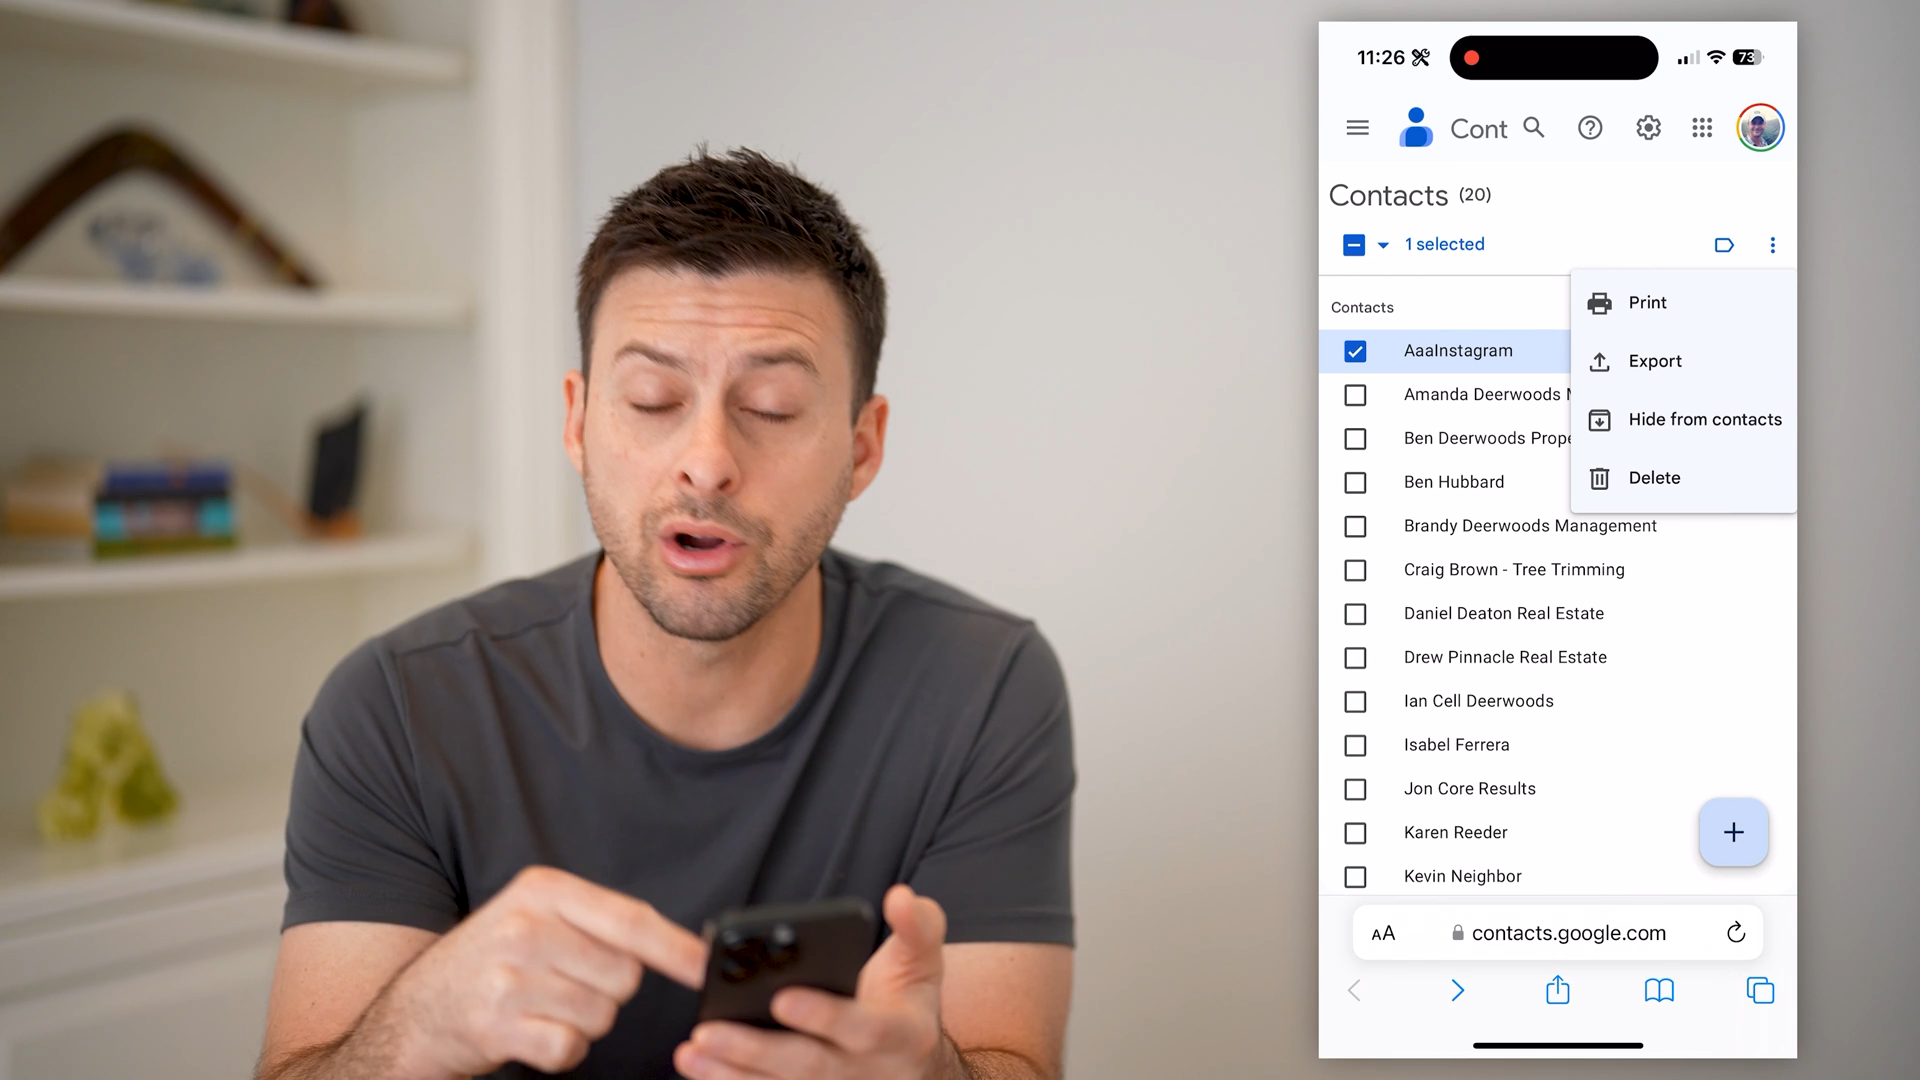 11:26
73
Cont
Contacts (20)
1 selected
Contacts
Print
Export
Hide from contacts
Delete
AaaInstagram
Amanda Deerwoods
Ben Deerwoods Prope
Ben Hubbard
Brandy Deerwoods Management
Craig Brown - Tree Trimming
Daniel Deaton Real Estate
Drew Pinnacle Real Estate
Ian Cell Deerwoods
Isabel Ferrera
Jon Core Results
Karen Reeder
Kevin Neighbor
AA
contacts.google.com